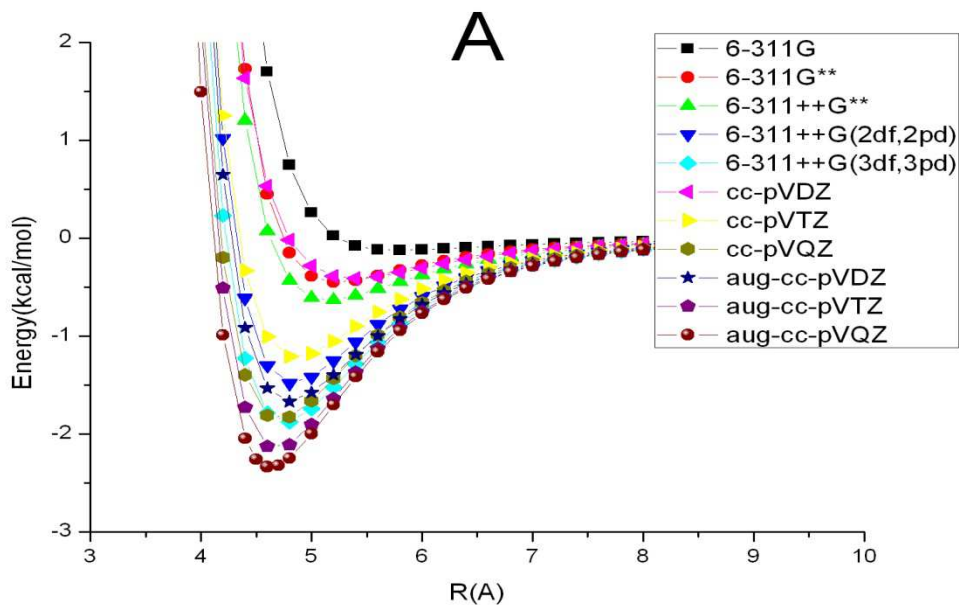 A
2
1
0
-1
-2
-3
3
4
5
6
7
8
9
10
Energy(kcal/mol)
R(A)
6-311G
6-311G**
6-311++G**
6-311++G(2df,2pd)
6-311++G(3df,3pd)
cc-pVDZ
cc-pVTZ
cc-pVQZ
aug-cc-pVDZ
aug-cc-pVTZ
aug-cc-pVQZ